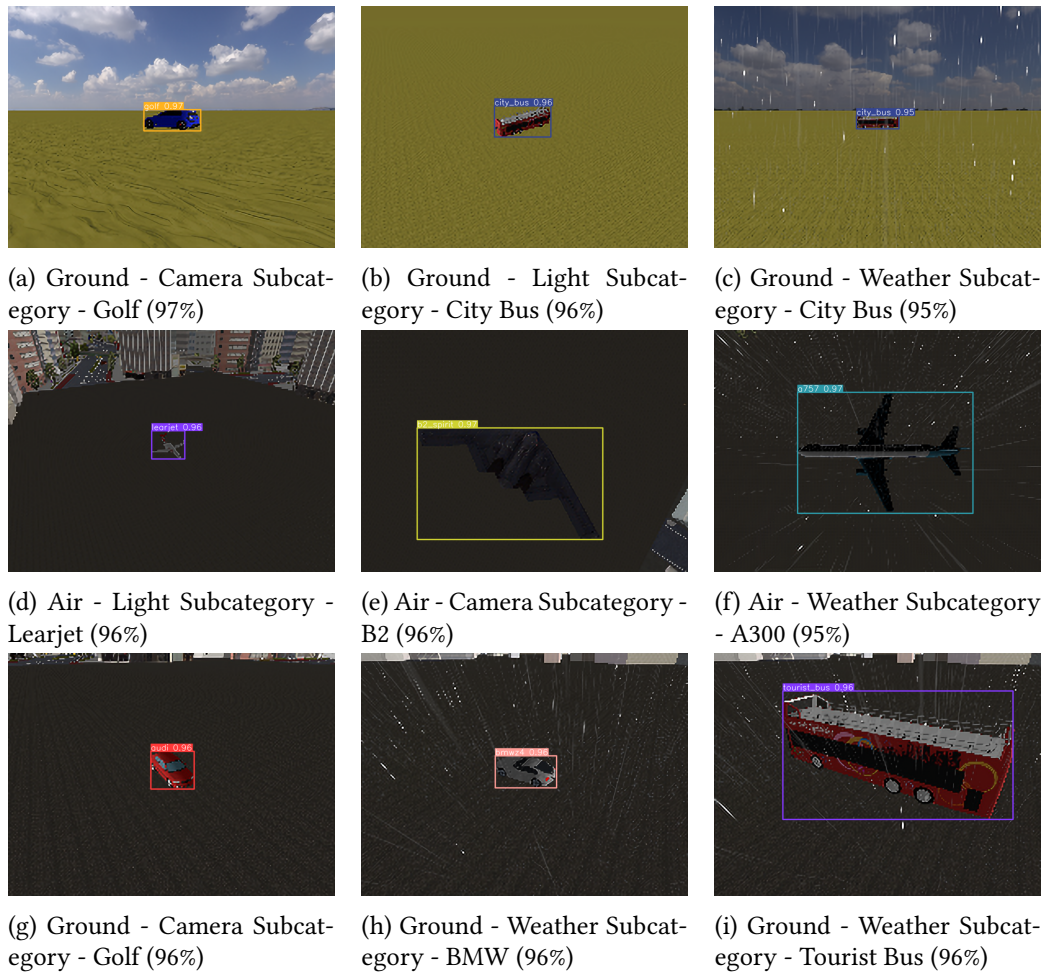 golf 0.97
city_bus 0.96
city_bus 0.95
(a) Ground - Camera Subcat-
egory - Golf (97%)
(b) Ground - Light Subcat-
egory - City Bus (96%)
(c) Ground - Weather Subcat-
egory - City Bus (95%)
learjet 0.96
b2_spirit 0.97
a757 0.97
(d) Air - Light Subcategory -
Learjet (96%)
(e) Air - Camera Subcategory -
B2 (96%)
(f) Air - Weather Subcategory
- A300 (95%)
audi 0.96
bmwz4 0.96
tourist_bus 0.96
(g) Ground - Camera Subcat-
egory - Golf (96%)
(h) Ground - Weather Subcat-
egory - BMW (96%)
(i) Ground - Weather Subcat-
egory - Tourist Bus (96%)